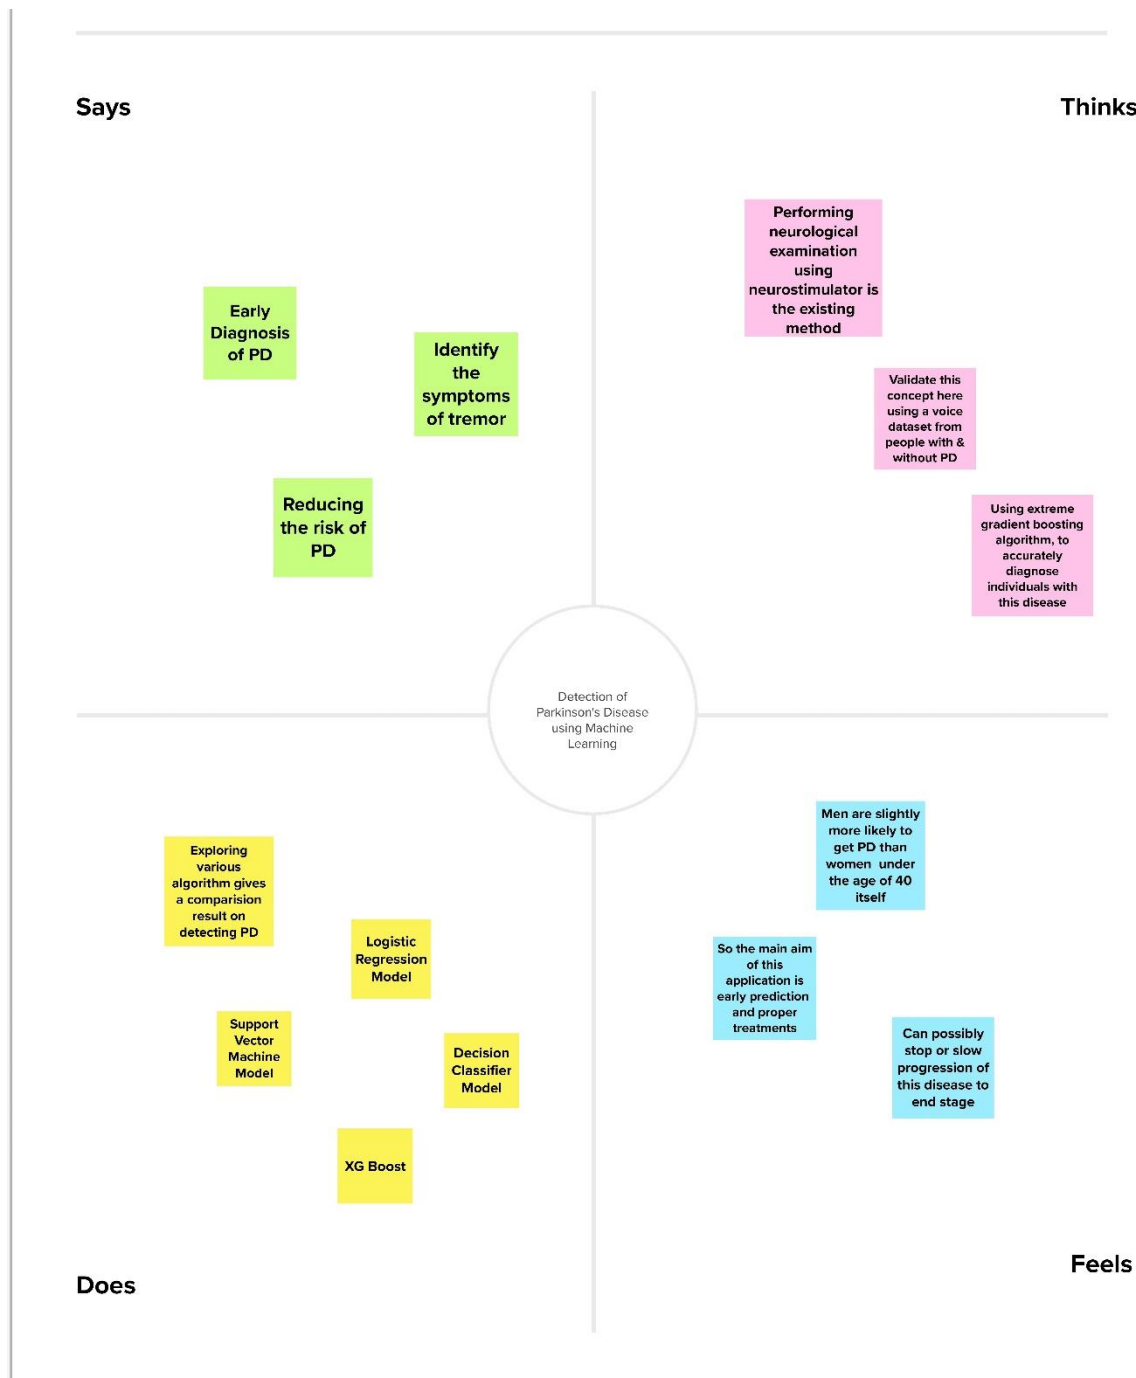 Says
Thinks
Early
Diagnosis
of PD
Identify
the
symptoms
of tremor
Reducing
the risk of
PD
Performing
neurological
examination
using
neurostimulator is
the existing
method
Validate this
concept here
using a voice
dataset from
people with &
without PD
Using extreme
gradient boosting
algorithm, to
accurately
diagnose
individuals with
this disease
Detection of
Parkinson's Disease
using Machine
Learning
Exploring
various
algorithm gives
a comparision
result on
detecting PD
Logistic
Regression
Model
Support
Vector
Machine
Model
Decision
Classifier
Model
XG Boost
Men are slightly
more likely to
get PD than
women under
the age of 40
itself
So the main aim
of this
application is
early prediction
and proper
treatments
Can possibly
stop or slow
progression of
this disease to
end stage
Does
Feels